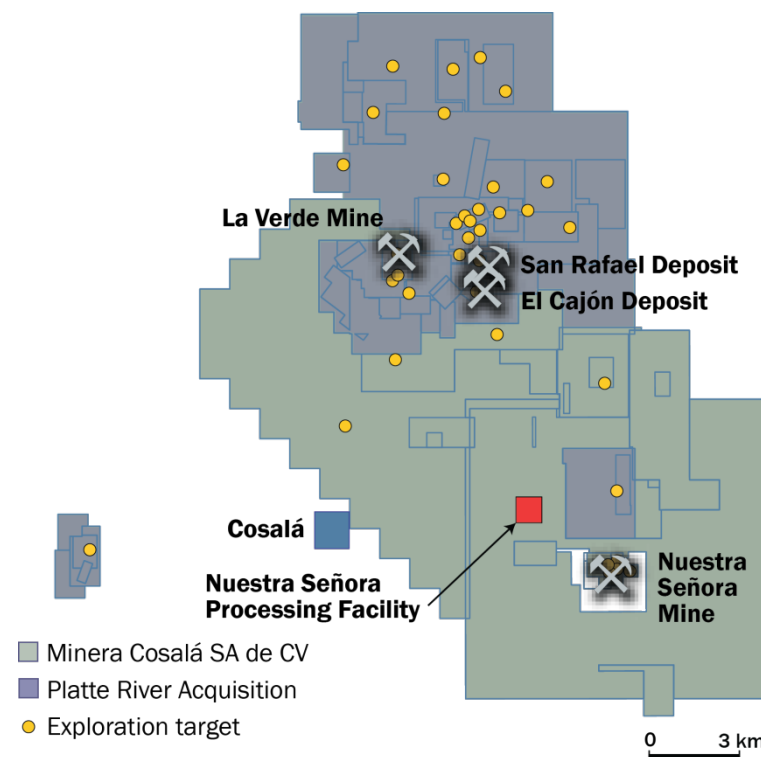 La Verde Mine
San Rafael Deposit
El Cajón Deposit
Cosalá
Nuestra Señora
Processing Facility
Nuestra
Señora
Mine
Minera Cosalá SA de CV
Platte River Acquisition
Exploration target
0 3 km